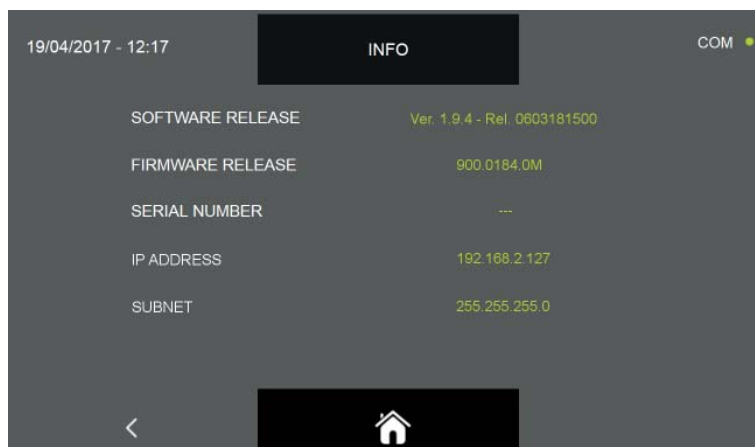 19/04/2017 - 12:17 INFO COM
SOFTWARE RELEASE Ver. 1.9.4 - Rel. 0603181500
FIRMWARE RELEASE 900.0184.0M
SERIAL NUMBER ---
IP ADDRESS 192.168.2.127
SUBNET 255.255.255.0